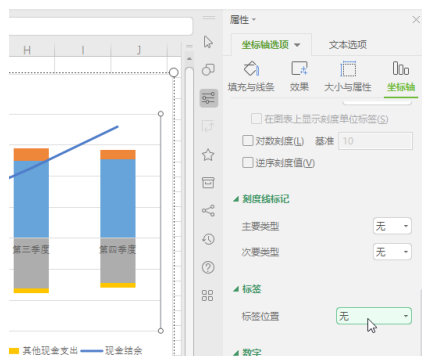 属性
坐标轴选项
文本选项
填充与线条
效果
大小与属性
坐标轴
在图表上显示刻度单位标签(S)
对数刻度(L) 基准 10
逆序刻度值(V)
刻度线标记
主要类型 无
次要类型 无
标签
标签位置 无
数字
H I J
第三季度 第四季度
其他现金支出 现金结余